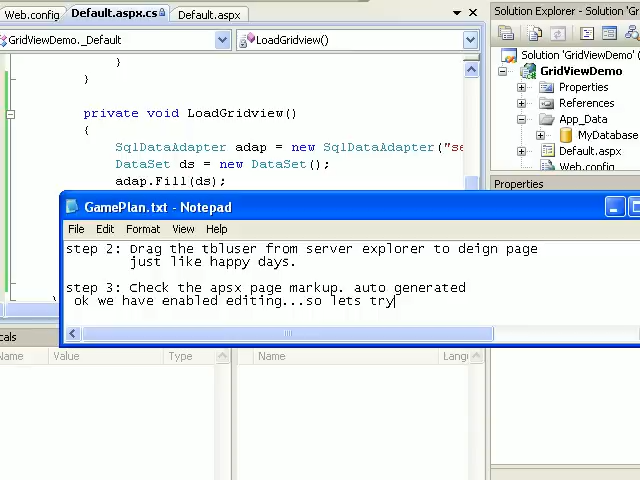 Web.config Default.aspx.cs Default.aspx
Solution Explorer - GridViewDemo
GridViewDemo._Default LoadGridview()
Solution 'GridViewDemo'
GridViewDemo
Properties
References
App_Data
MyDatabase
Default.aspx
Web.config
Properties
}
}
private void LoadGridview()
{
SqlDataAdapter adap = new SqlDataAdapter("se
DataSet ds = new DataSet();
adap.Fill(ds);
GamePlan.txt - Notepad
File Edit Format View Help
step 2: Drag the tbluser from server explorer to deign page
just like happy days.
step 3: Check the apsx page markup. auto generated
ok we have enabled editing...so lets try
cals
Name Value Type Name Langu